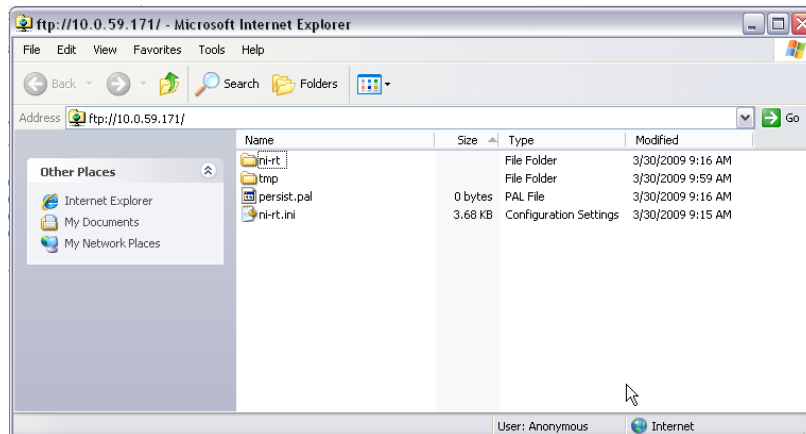 ftp://10.0.59.171/ - Microsoft Internet Explorer
File Edit View Favorites Tools Help
Back Search Folders
Address ftp://10.0.59.171/ Go
Name Size Type Modified
Other Places
Internet Explorer
My Documents
My Network Places
ni-rt File Folder 3/30/2009 9:16 AM
tmp File Folder 3/30/2009 9:59 AM
persist.pal 0 bytes PAL File 3/30/2009 9:16 AM
ni-rt.ini 3.68 KB Configuration Settings 3/30/2009 9:15 AM
User: Anonymous Internet